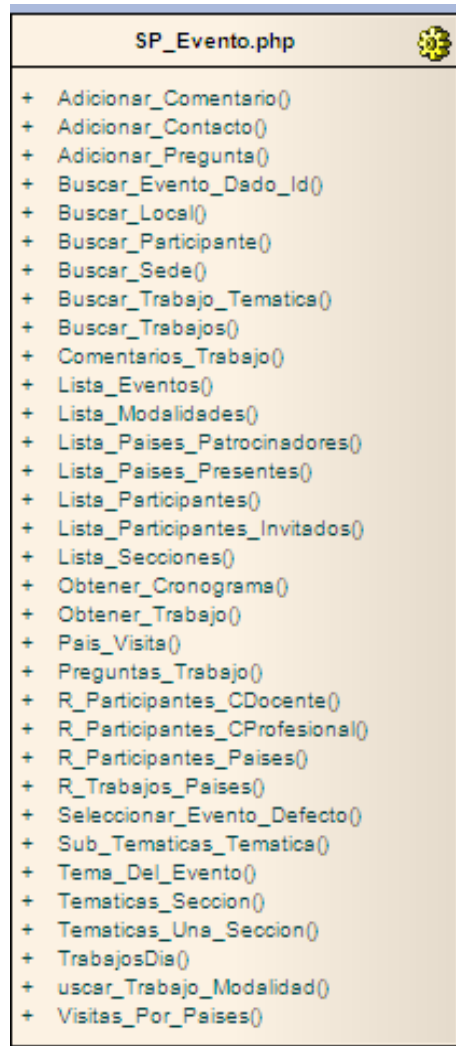 SP_Evento.php
+ Adicionar_Comentario()
+ Adicionar_Contacto()
+ Adicionar_Pregunta()
+ Buscar_Evento_Dado_Id()
+ Buscar_Local()
+ Buscar_Participante()
+ Buscar_Sede()
+ Buscar_Trabajo_Tematica()
+ Buscar_Trabajos()
+ Comentarios_Trabajo()
+ Lista_Eventos()
+ Lista_Modalidades()
+ Lista_Paises_Patrocinadores()
+ Lista_Paises_Presentes()
+ Lista_Participantes()
+ Lista_Participantes_Invitados()
+ Lista_Secciones()
+ Obtener_Cronograma()
+ Obtener_Trabajo()
+ Pais_Visita()
+ Preguntas_Trabajo()
+ R_Participantes_CDocente()
+ R_Participantes_CProfesional()
+ R_Participantes_Paises()
+ R_Trabajos_Paises()
+ Seleccionar_Evento_Defecto()
+ Sub_Tematicas_Tematica()
+ Tema_Del_Evento()
+ Tematicas_Seccion()
+ Tematicas_Una_Seccion()
+ TrabajosDia()
+ uscar_Trabajo_Modalidad()
+ Visitas_Por_Paises()